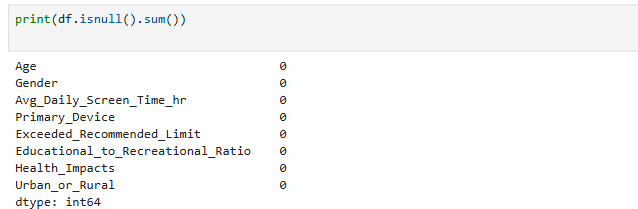 print(df.isnull().sum())
Age 0
Gender 0
Avg_Daily_Screen_Time_hr 0
Primary_Device 0
Exceeded_Recommended_Limit 0
Educational_to_Recreational_Ratio 0
Health_Impacts 0
Urban_or_Rural 0
dtype: int64